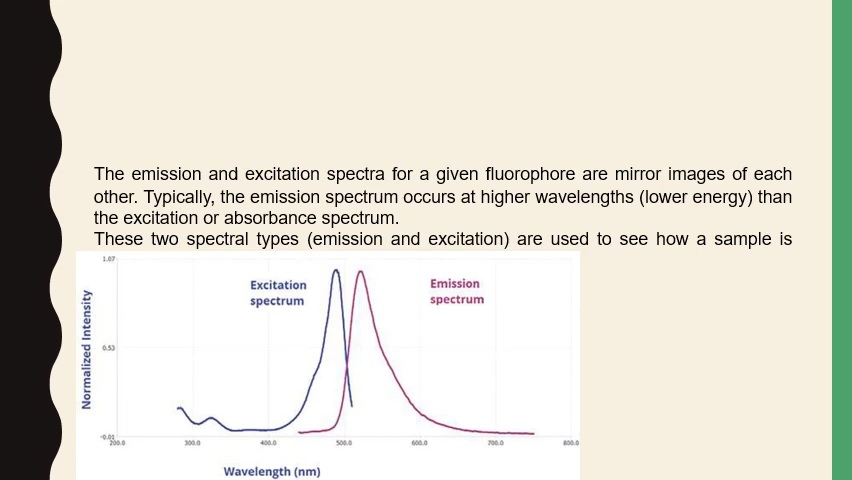 The emission and excitation spectra for a given fluorophore are mirror images of each
other. Typically, the emission spectrum occurs at higher wavelengths (lower energy) than
the excitation or absorbance spectrum.
These two spectral types (emission and excitation) are used to see how a sample is
1.07
Excitation
spectrum
Emission
spectrum
Normalized Intensity
0.53
-0.01
200.0 300.0 400.0 500.0 600.0 700.0 800.0
Wavelength (nm)